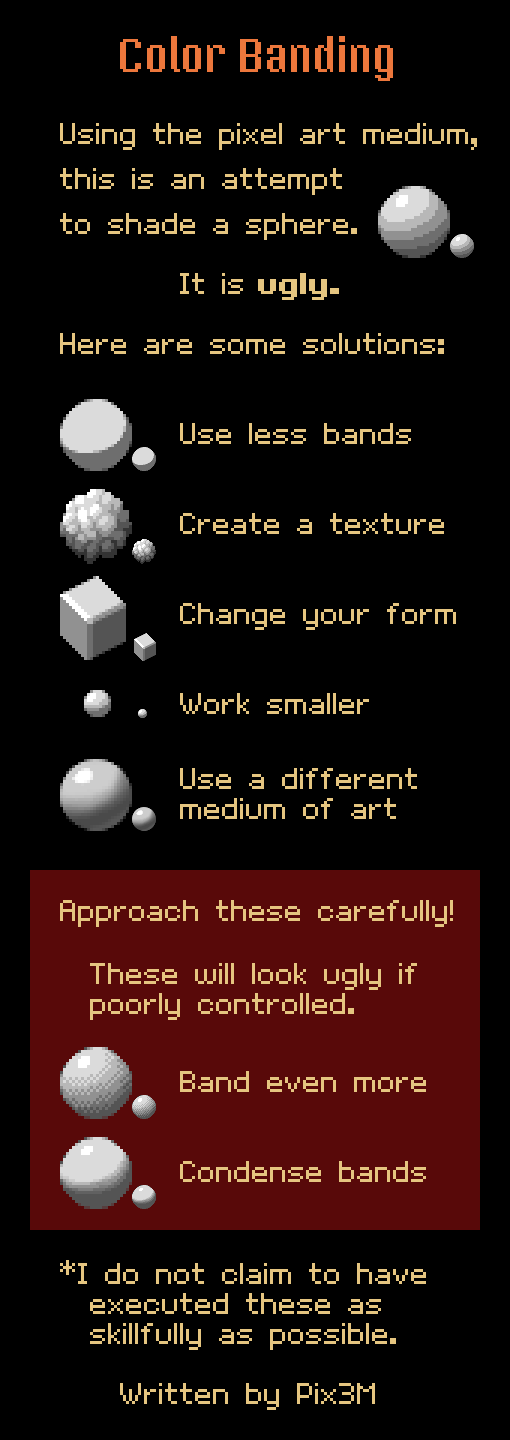 Color Banding
Using the pixel art medium,
this is an attempt
to shade a sphere.
It is ugly.
Here are some solutions:
Use less bands
Create a texture
Change your form
Work smaller
Use a different
medium of art
Approach these carefully!
These will look ugly if
poorly controlled.
Band even more
Condense bands
*I do not claim to have
executed these as
skillfully as possible.
Written by Pix3M